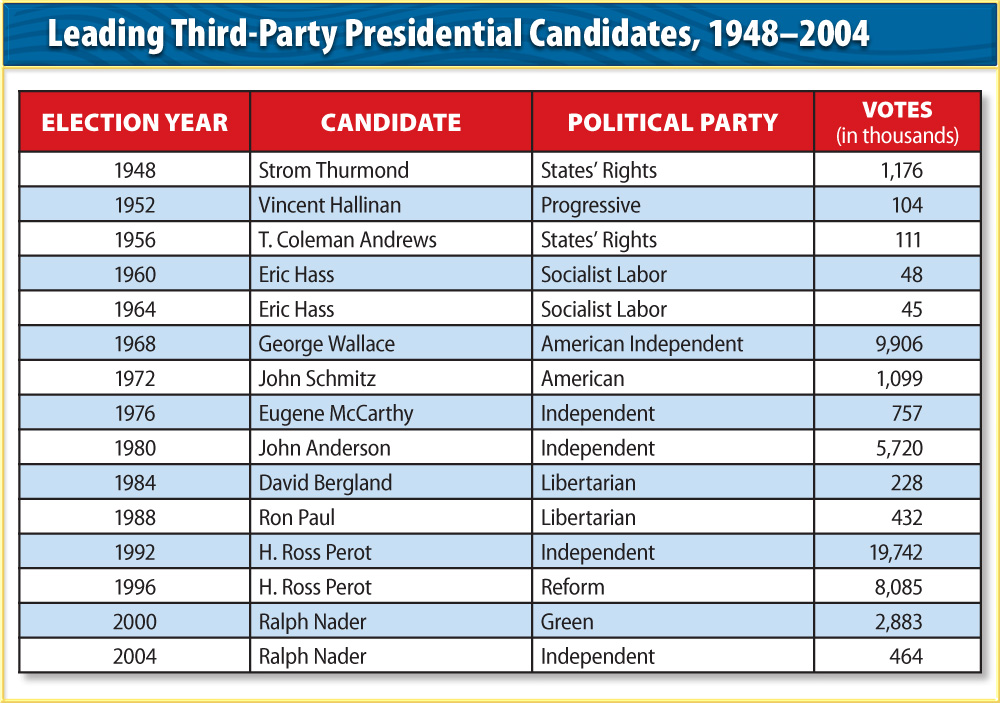 Leading Third-Party Presidential Candidates, 1948–2004
ELECTION YEAR CANDIDATE POLITICAL PARTY VOTES (in thousands)
1948 Strom Thurmond States’ Rights 1,176
1952 Vincent Hallinan Progressive 104
1956 T. Coleman Andrews States’ Rights 111
1960 Eric Hass Socialist Labor 48
1964 Eric Hass Socialist Labor 45
1968 George Wallace American Independent 9,906
1972 John Schmitz American 1,099
1976 Eugene McCarthy Independent 757
1980 John Anderson Independent 5,720
1984 David Bergland Libertarian 228
1988 Ron Paul Libertarian 432
1992 H. Ross Perot Independent 19,742
1996 H. Ross Perot Reform 8,085
2000 Ralph Nader Green 2,883
2004 Ralph Nader Independent 464